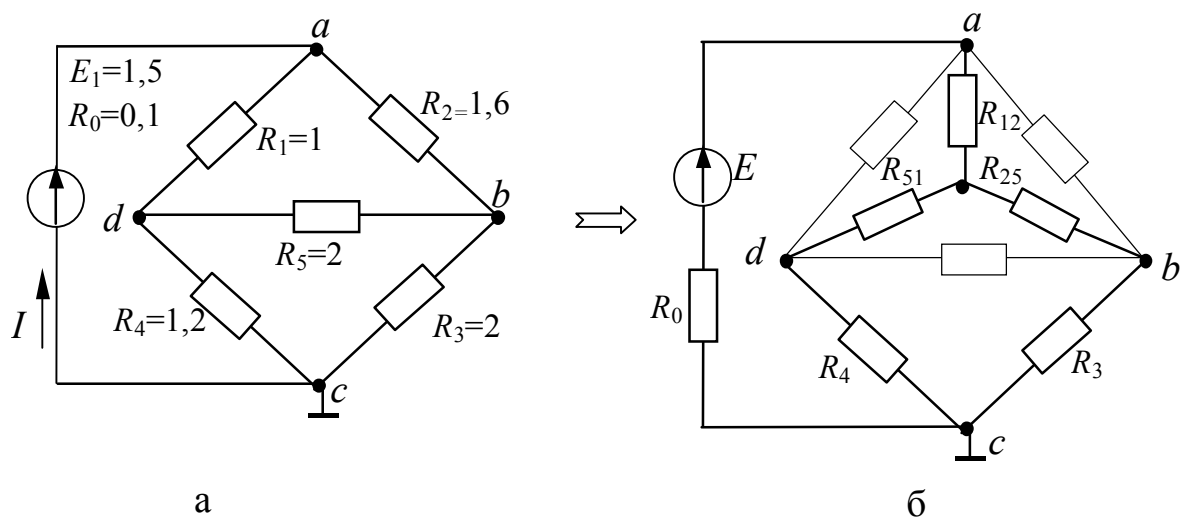 a
E₁=1,5
R₀=0,1
R₂₌1,6
R₁=1
d
b
R₅=2
I
R₄=1,2
R₃=2
c
а
a
E
R₁₂
R₅₁
R₂₅
d
b
R₀
R₄
R₃
c
б